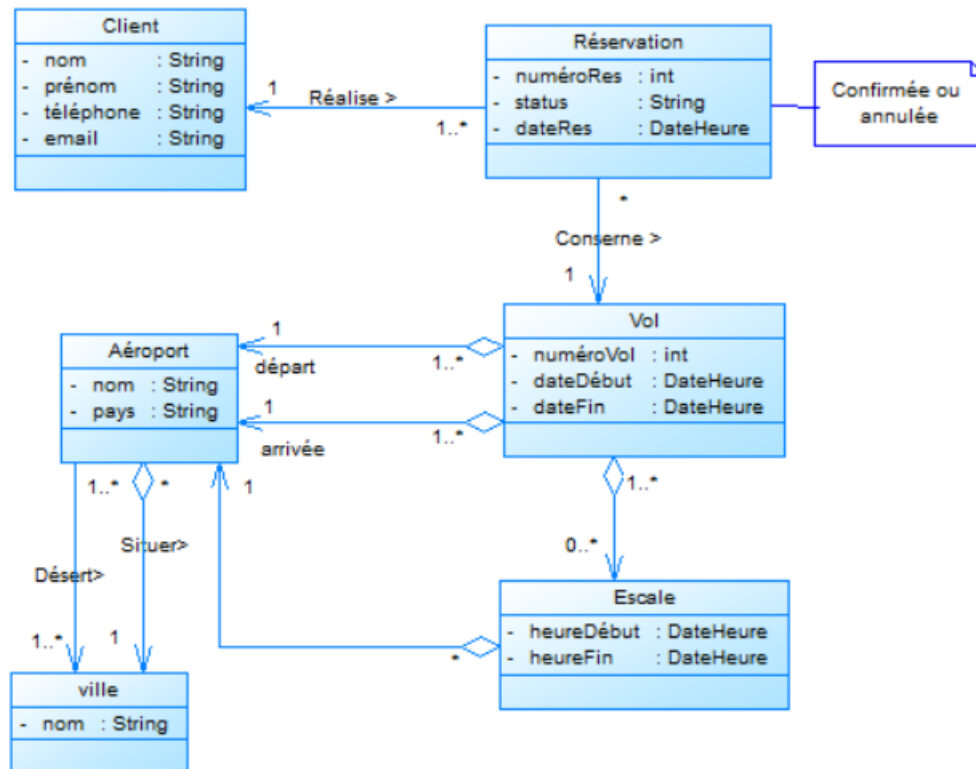 Client
- nom : String
- prénom : String
- téléphone : String
- email : String
1
Réalise >
1..*
Réservation
- numéroRes : int
- status : String
- dateRes : DateHeure
Confirmée ou
annulée
*
Conserne >
1
Vol
- numéroVol : int
- dateDébut : DateHeure
- dateFin : DateHeure
1
départ
1..*
1
arrivée
1..*
Aéroport
- nom : String
- pays : String
1..*
*
1
1..*
Situer>
Désert>
0..*
1..*
1
Escale
- heureDébut : DateHeure
- heureFin : DateHeure
*
ville
- nom : String